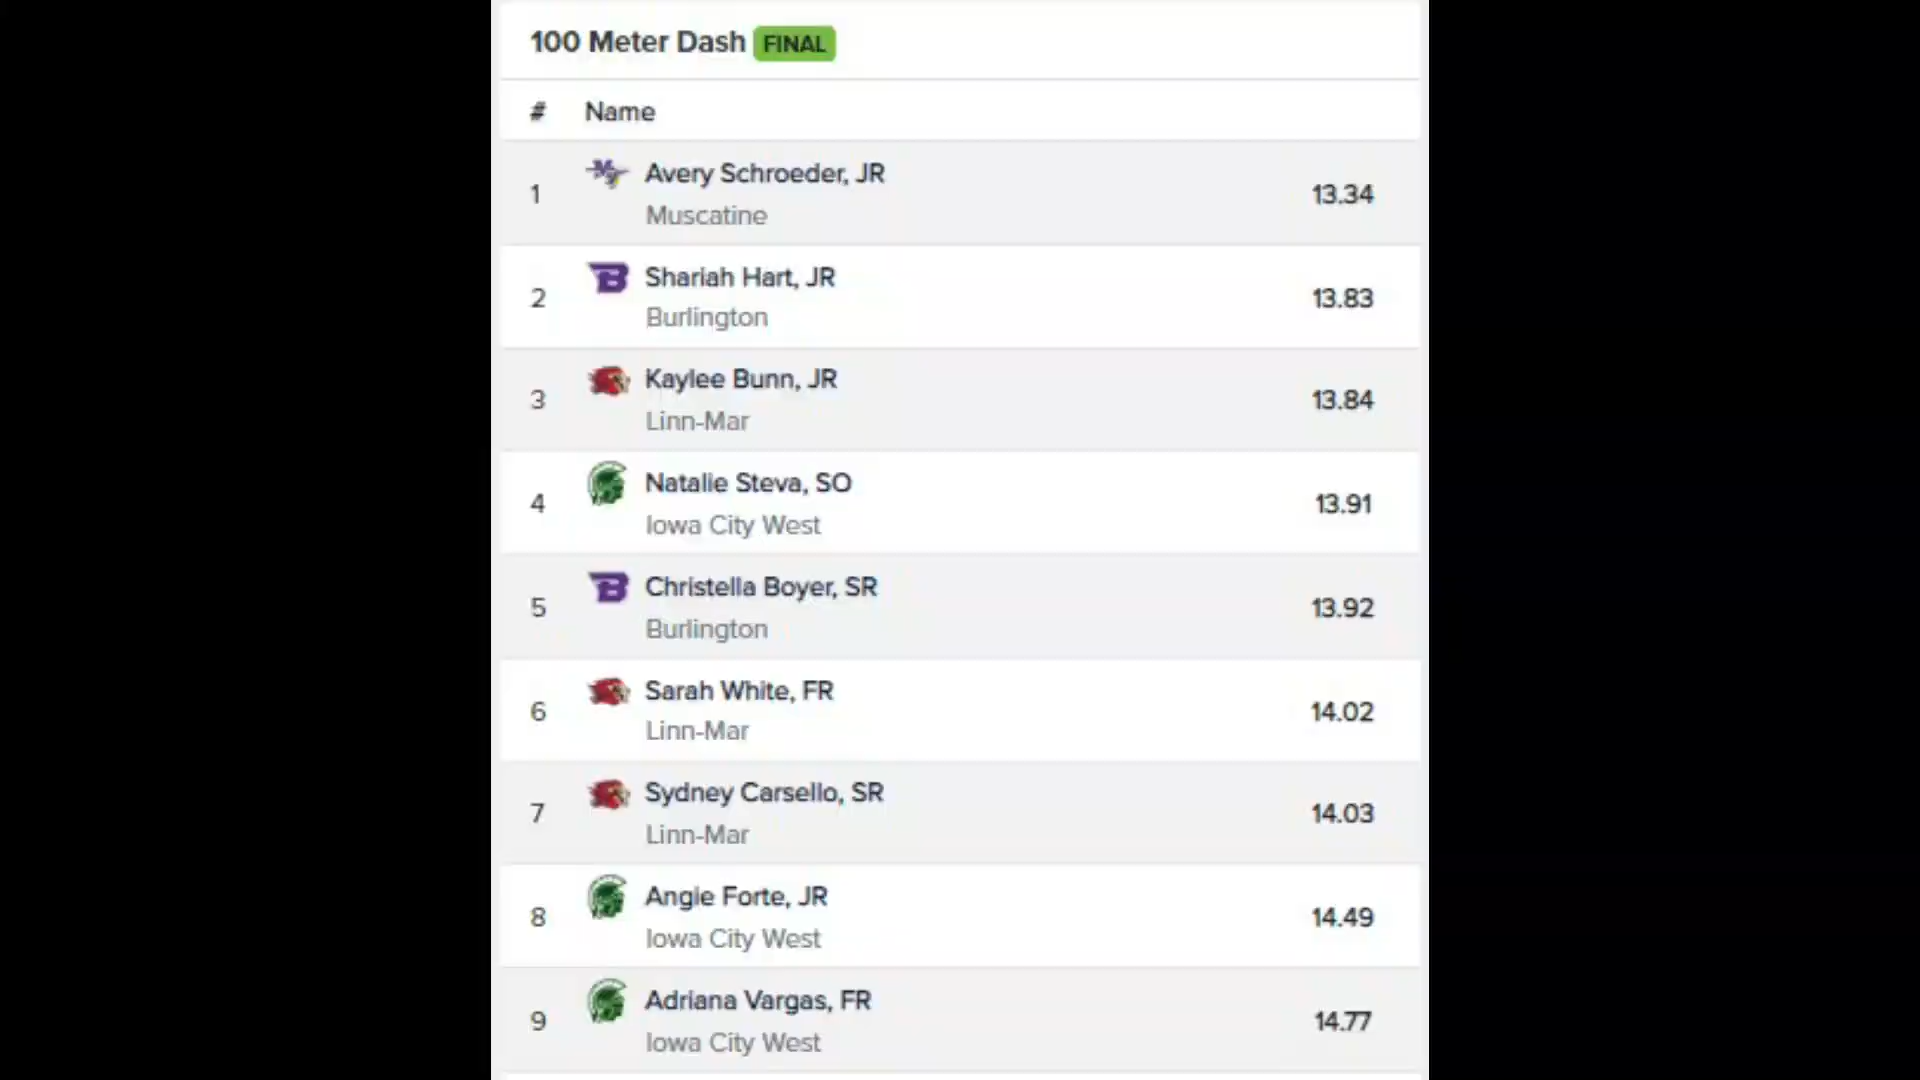 100 Meter Dash FINAL
# Name
1 Avery Schroeder, JR 13.34
Muscatine
2 Shariah Hart, JR 13.83
Burlington
3 Kaylee Bunn, JR 13.84
Linn-Mar
4 Natalie Steva, SO 13.91
Iowa City West
5 Christella Boyer, SR 13.92
Burlington
6 Sarah White, FR 14.02
Linn-Mar
7 Sydney Carsello, SR 14.03
Linn-Mar
8 Angie Forte, JR 14.49
Iowa City West
9 Adriana Vargas, FR 14.77
Iowa City West